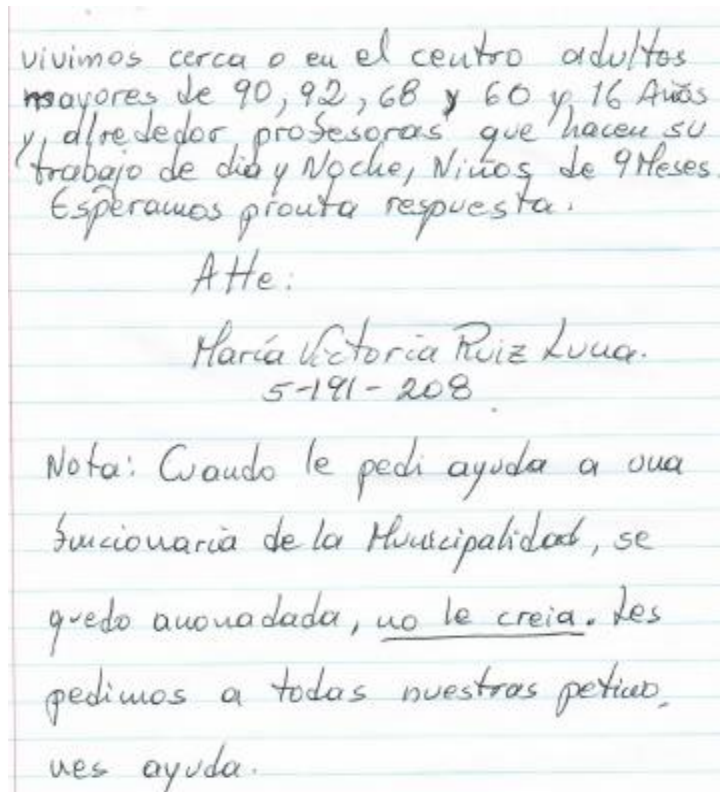 vivimos cerca o en el centro adultos
mayores de 90, 92, 68 y 60 y 16 Años
y, alrededor profesoras que hacen su
trabajo de dia y Noche, Niños de 9 Meses.
Esperamos pronta respuesta.
Atte:
María Victoria Ruiz Luna.
5-191-208
Nota: Cuando le pedi ayuda a una
funcionaria de la Municipalidad, se
quedo anonadada, no le creia. Les
pedimos a todas nuestras peticio
nes ayuda.